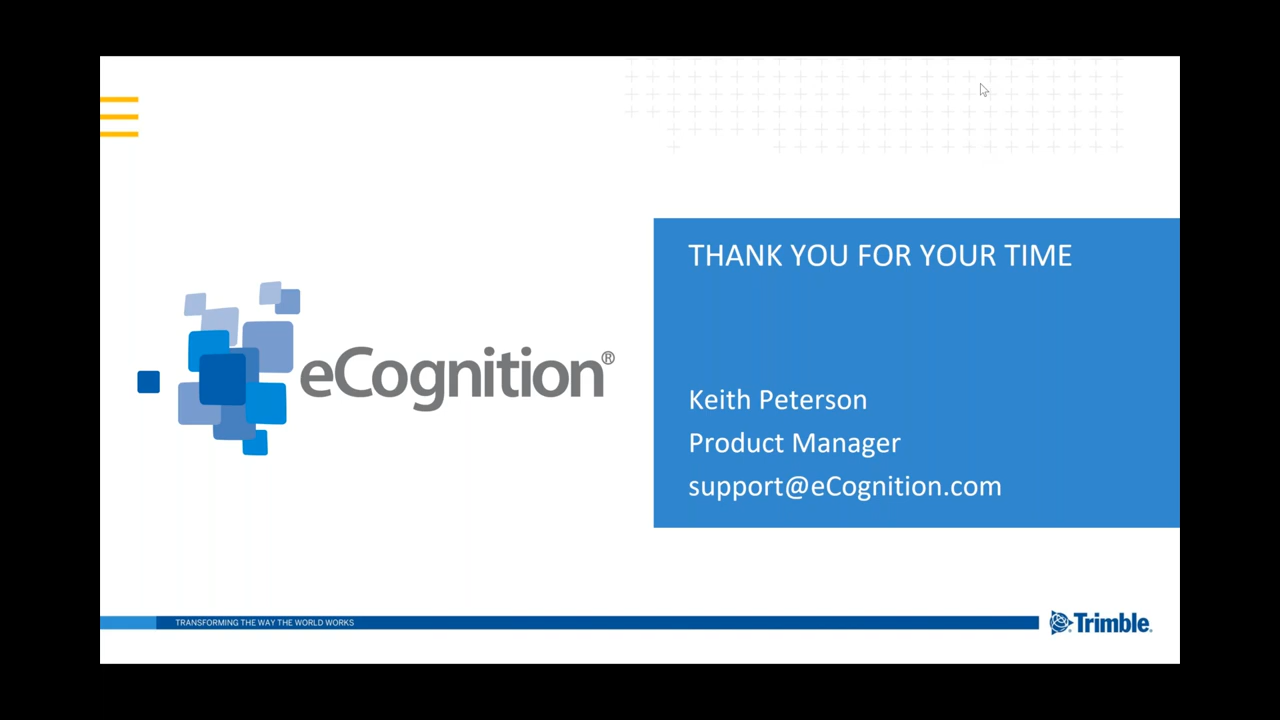 eCognition®
THANK YOU FOR YOUR TIME
Keith Peterson
Product Manager
support@eCognition.com
TRANSFORMING THE WAY THE WORLD WORKS
Trimble.